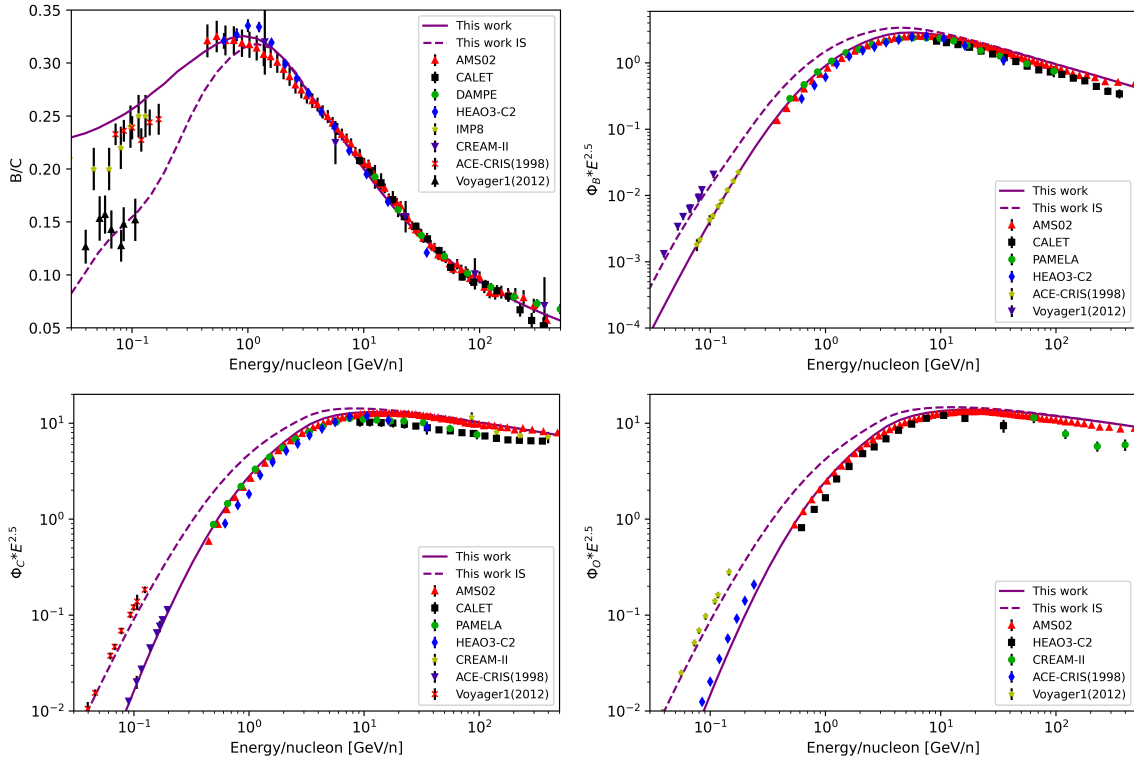 B/C
0.35
0.30
0.25
0.20
0.15
0.10
0.05
10⁻¹ 10⁰ 10¹ 10²
Energy/nucleon [GeV/n]
This work
This work IS
AMS02
CALET
DAMPE
HEAO3-C2
IMP8
CREAM-II
ACE-CRIS(1998)
Voyager1(2012)
Φ_B*E^2.5
10⁰
10⁻¹
10⁻²
10⁻³
10⁻⁴
10⁻¹ 10⁰ 10¹ 10²
Energy/nucleon [GeV/n]
This work
This work IS
AMS02
CALET
PAMELA
HEAO3-C2
ACE-CRIS(1998)
Voyager1(2012)
Φ_C*E^2.5
10¹
10⁰
10⁻¹
10⁻²
10⁻¹ 10⁰ 10¹ 10²
Energy/nucleon [GeV/n]
This work
This work IS
AMS02
CALET
PAMELA
HEAO3-C2
CREAM-II
ACE-CRIS(1998)
Voyager1(2012)
Φ_O*E^2.5
10¹
10⁰
10⁻¹
10⁻²
10⁻¹ 10⁰ 10¹ 10²
Energy/nucleon [GeV/n]
This work
This work IS
AMS02
HEAO3-C2
CREAM-II
ACE-CRIS(1998)
Voyager1(2012)